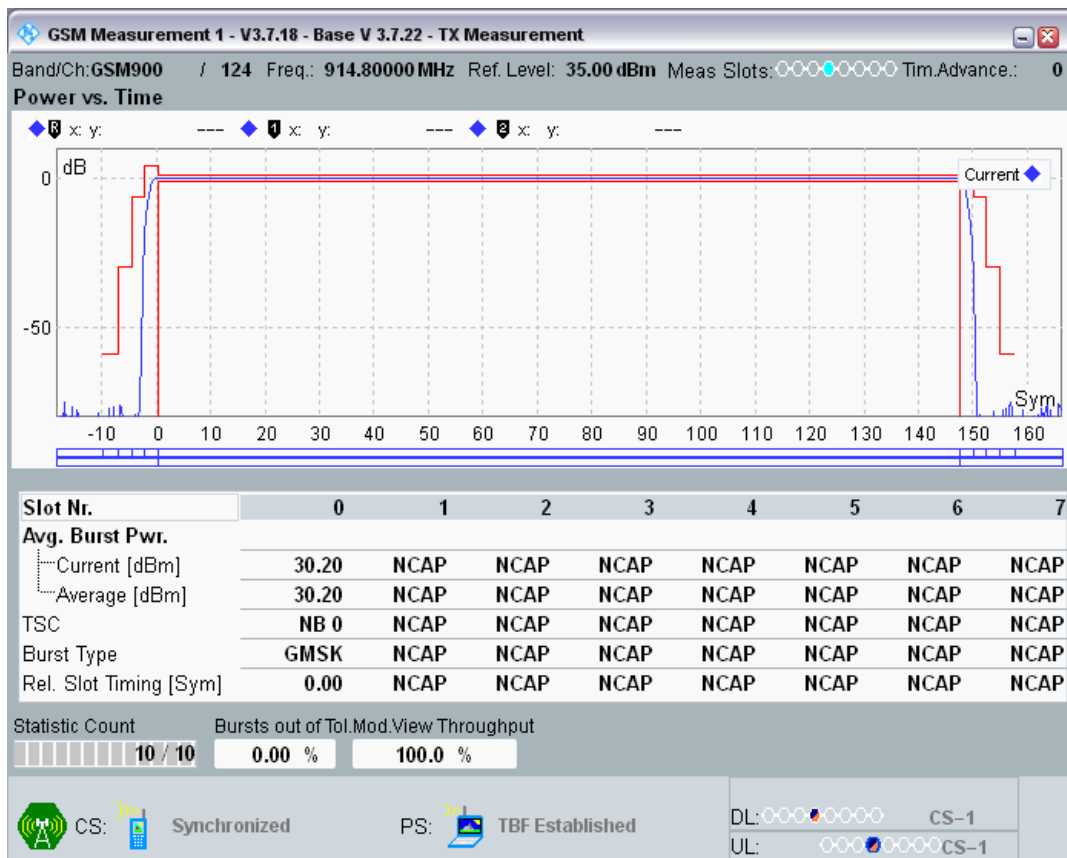 GSM Measurement 1 - V3.7.18 - Base V 3.7.22 - TX Measurement
Band/Ch:GSM900 / 124 Freq.: 914.80000 MHz Ref. Level: 35.00 dBm Meas Slots: Tim.Advance.: 0
Power vs. Time
R x: y: --- 1 x: y: --- 2 x: y: ---
dB
Current
0
-50
Sym
-10 0 10 20 30 40 50 60 70 80 90 100 110 120 130 140 150 160
Slot Nr. 0 1 2 3 4 5 6 7
Avg. Burst Pwr.
Current [dBm] 30.20 NCAP NCAP NCAP NCAP NCAP NCAP NCAP
Average [dBm] 30.20 NCAP NCAP NCAP NCAP NCAP NCAP NCAP
TSC NB 0 NCAP NCAP NCAP NCAP NCAP NCAP NCAP
Burst Type GMSK NCAP NCAP NCAP NCAP NCAP NCAP NCAP
Rel. Slot Timing [Sym] 0.00 NCAP NCAP NCAP NCAP NCAP NCAP NCAP
Statistic Count Bursts out of Tol.Mod.View Throughput
10 / 10 0.00 % 100.0 %
CS: Synchronized PS: TBF Established DL: CS-1
UL: CS-1